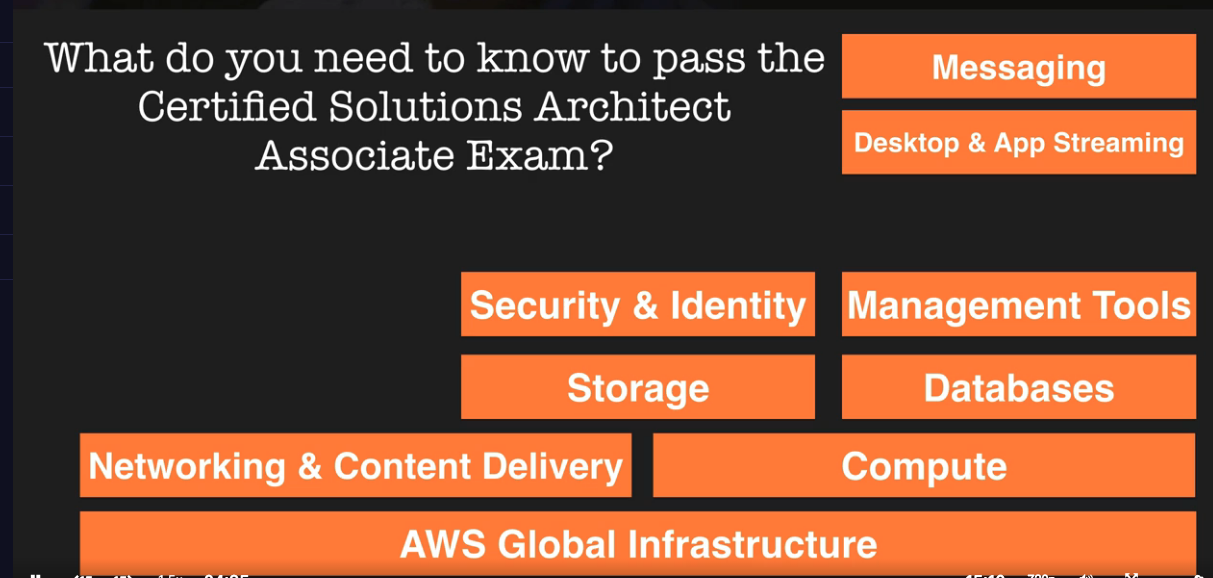 What do you need to know to pass the
Certified Solutions Architect
Associate Exam?
Messaging
Desktop & App Streaming
Security & Identity
Management Tools
Storage
Databases
Networking & Content Delivery
Compute
AWS Global Infrastructure